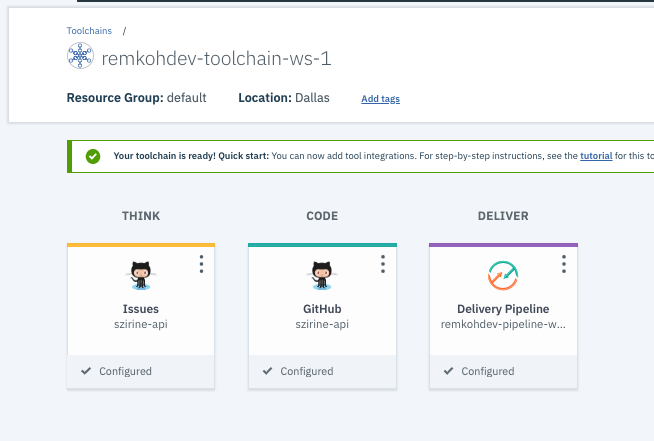 Toolchains /
remkohdev-toolchain-ws-1
Resource Group: default Location: Dallas Add tags
Your toolchain is ready! Quick start: You can now add tool integrations. For step-by-step instructions, see the tutorial for this
THINK CODE DELIVER
Issues GitHub Delivery Pipeline
szirine-api szirine-api remkohdev-pipeline-w...
Configured Configured Configured